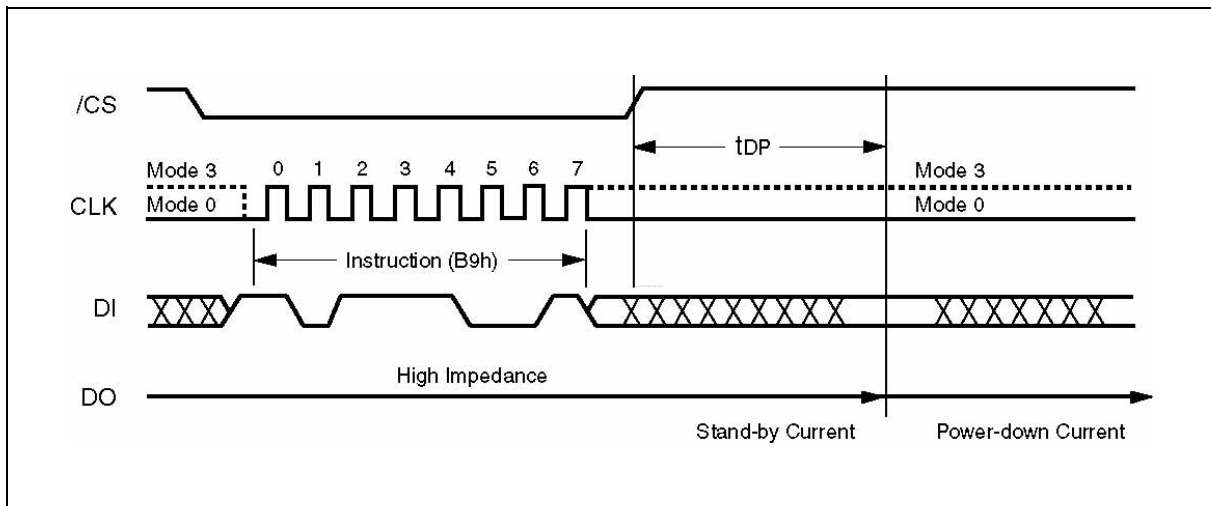 /CS
tDP
Mode 3
0 1 2 3 4 5 6 7
Mode 3
CLK
Mode 0
Mode 0
Instruction (B9h)
DI
High Impedance
DO
Stand-by Current
Power-down Current